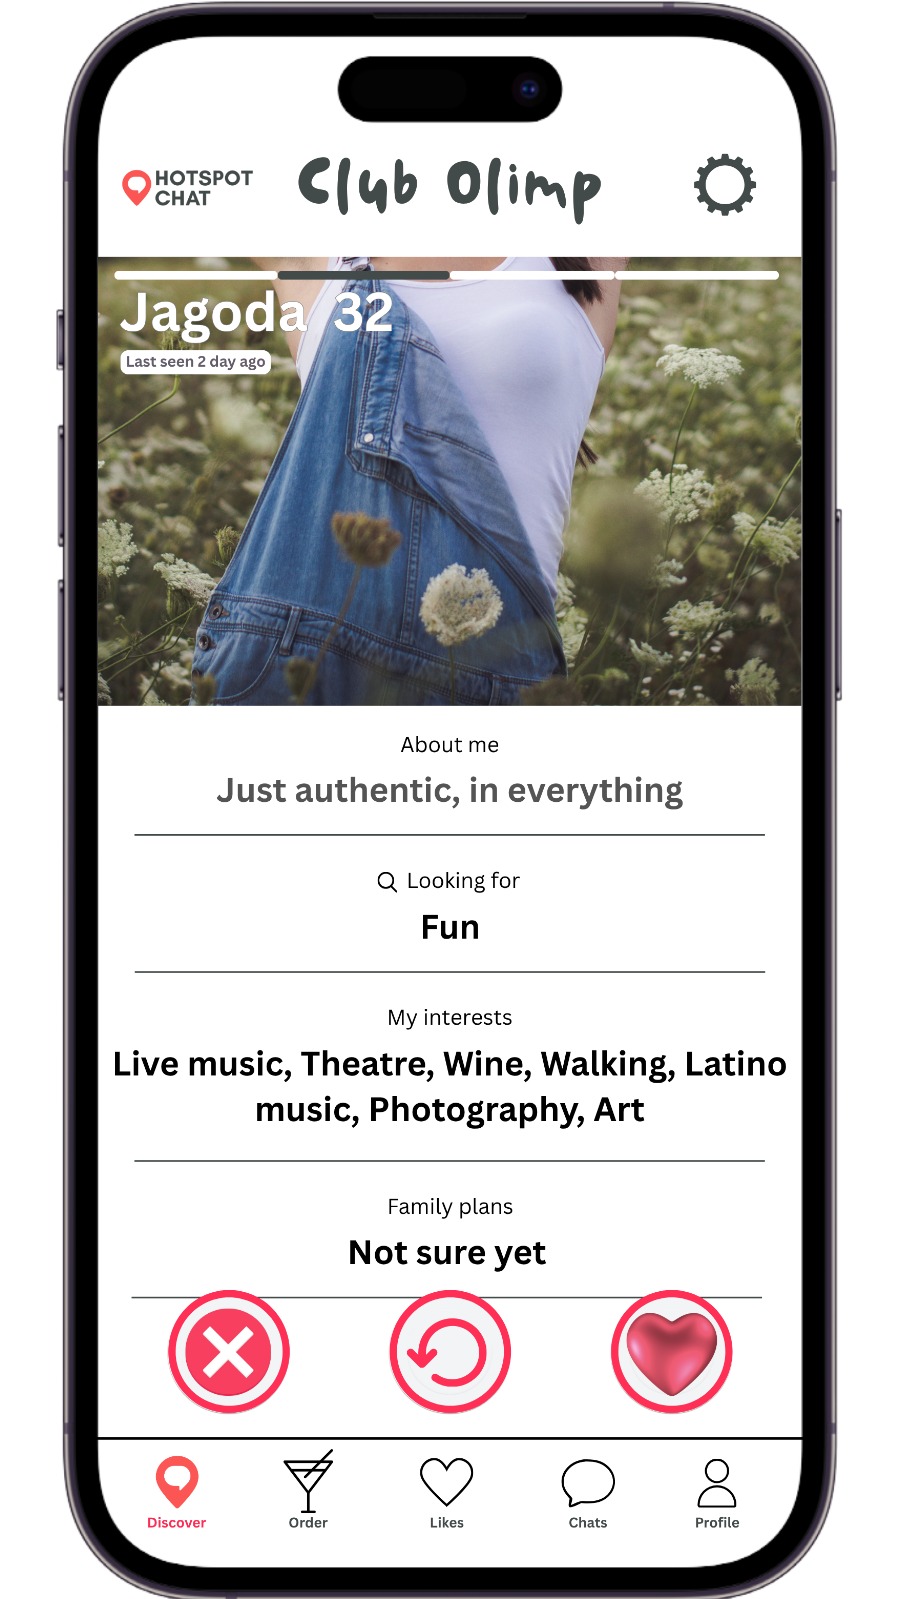 HOTSPOT
CHAT
Club Olimp
Jagoda 32
Last seen 2 day ago
About me
Just authentic, in everything
Looking for
Fun
My interests
Live music, Theatre, Wine, Walking, Latino
music, Photography, Art
Family plans
Not sure yet
Discover
Order
Likes
Chats
Profile